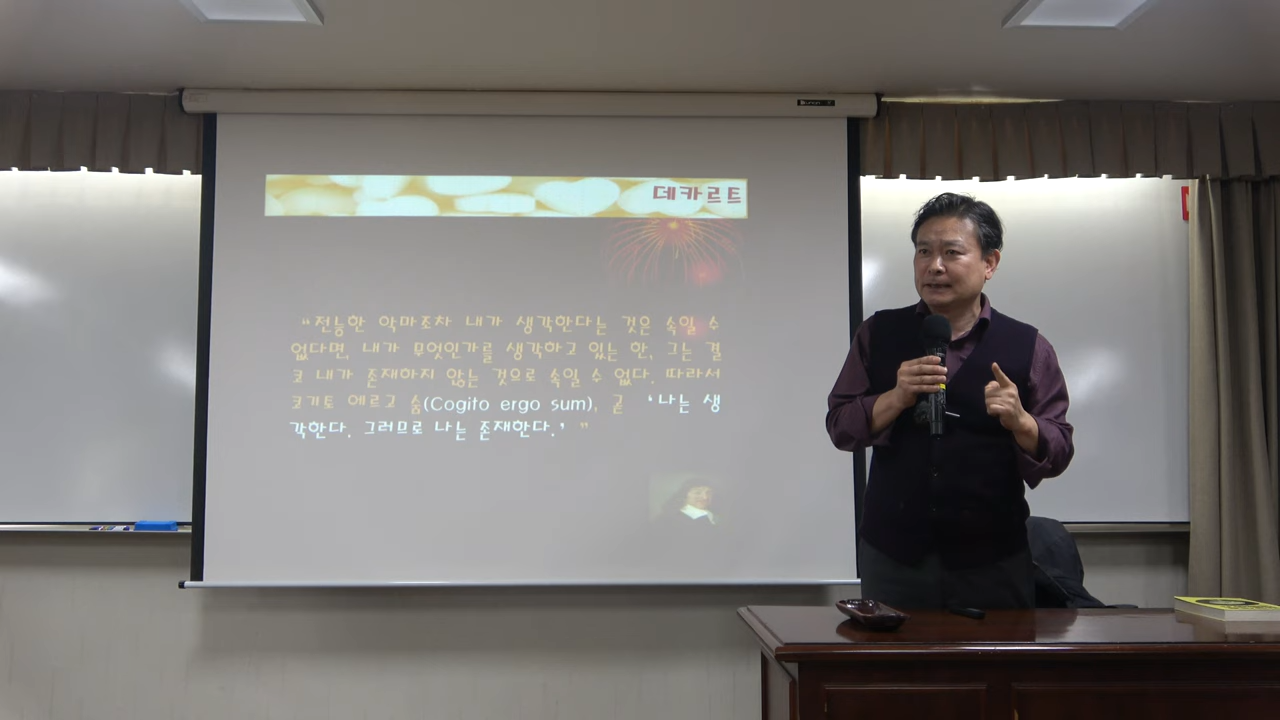 데카르트
“전능한 악마조차 내가 생각한다는 것은 속일 수
없다면, 내가 무엇인가를 생각하고 있는 한, 그는 결
코 내가 존재하지 않는 것으로 속일 수 없다. 따라서
코기토 에르고 숨(Cogito ergo sum), 곧 ‘나는 생
각한다. 그러므로 나는 존재한다.’ ”